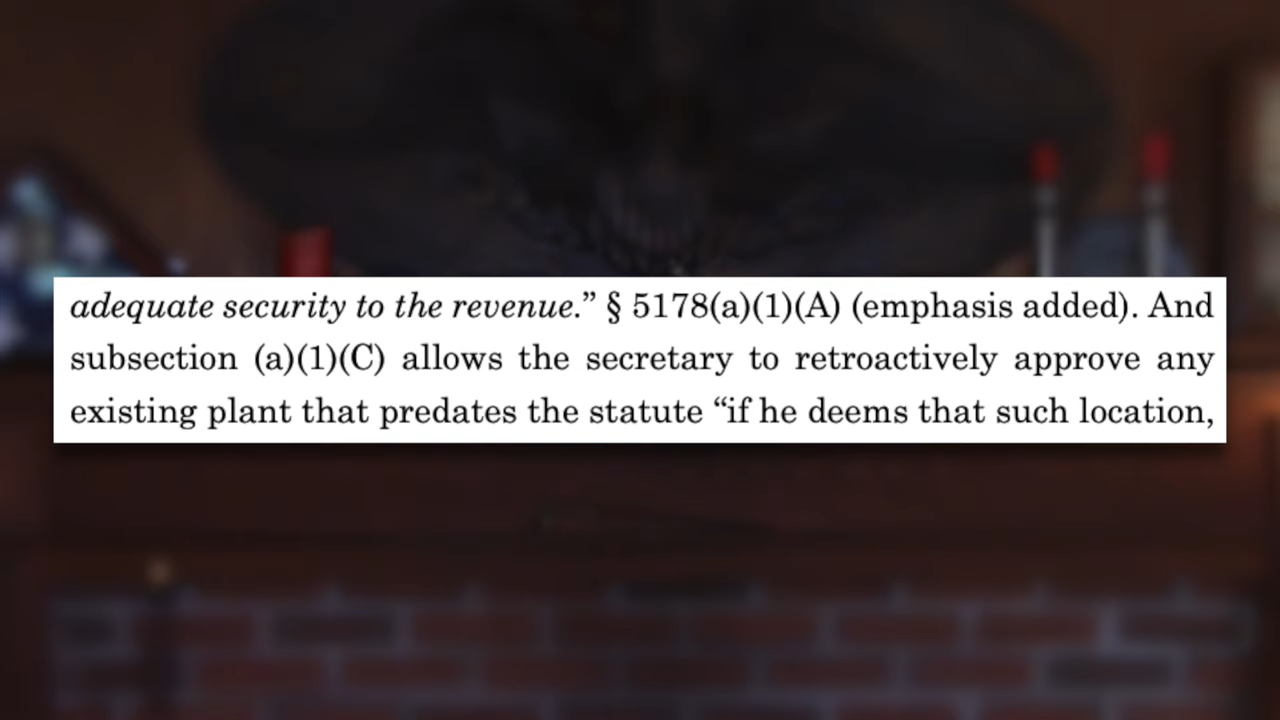 adequate security to the revenue.” § 5178(a)(1)(A) (emphasis added). And
subsection (a)(1)(C) allows the secretary to retroactively approve any
existing plant that predates the statute “if he deems that such location,